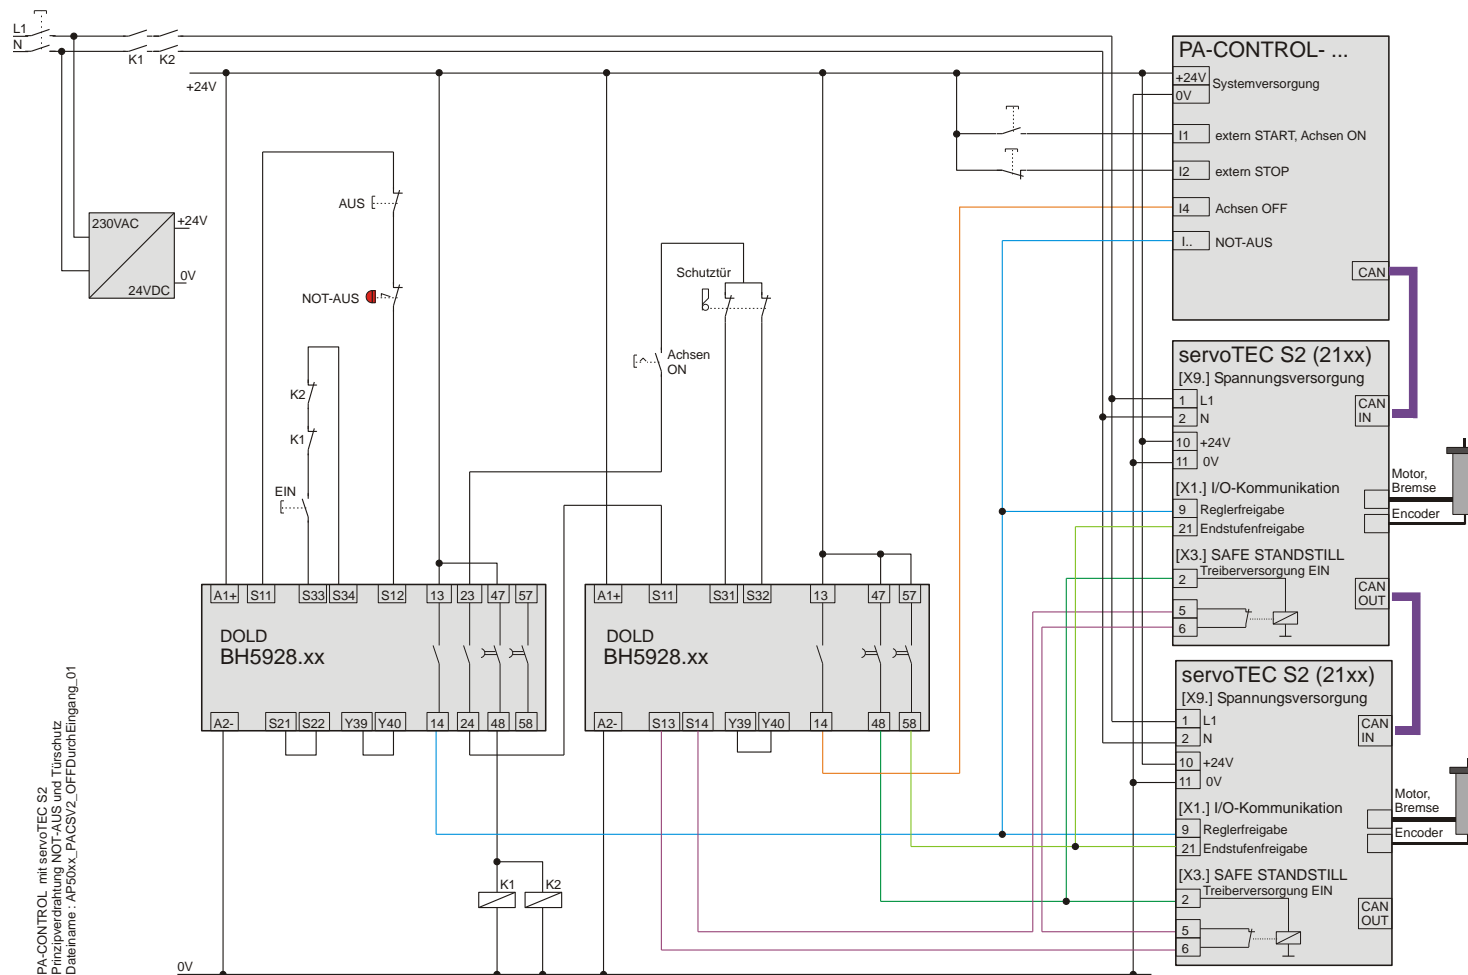 L1
N
K1 K2
+24V
230VAC
24VDC
+24V
0V
AUS
NOT-AUS
K2
K1
EIN
Schutztür
Achsen
ON
A1+ S11 S33 S34 S12 13 23 47 57
DOLD
BH5928.xx
A2- S21 S22 Y39 Y40 14 24 48 58
A1+ S11 S31 S32 13 47 57
DOLD
BH5928.xx
A2- S13 S14 Y39 Y40 14 48 58
K1 K2
0V
PA-CONTROL- ...
+24V
0V
Systemversorgung
I1 extern START, Achsen ON
I2 extern STOP
I4 Achsen OFF
I.. NOT-AUS
CAN
servoTEC S2 (21xx)
[X9.] Spannungsversorgung
1 L1
2 N
10 +24V
11 0V
CAN
IN
[X1.] I/O-Kommunikation
9 Reglerfreigabe
21 Endstufenfreigabe
[X3.] SAFE STANDSTILL
Treiberversorgung EIN
2
5
6
CAN
OUT
Motor,
Bremse
Encoder
servoTEC S2 (21xx)
[X9.] Spannungsversorgung
1 L1
2 N
10 +24V
11 0V
CAN
IN
[X1.] I/O-Kommunikation
9 Reglerfreigabe
21 Endstufenfreigabe
[X3.] SAFE STANDSTILL
Treiberversorgung EIN
2
5
6
CAN
OUT
Motor,
Bremse
Encoder
PA-CONTROL mit servoTEC S2
Prinzipverdrahtung NOT-AUS und Türschutz
Dateiname : AP50xx_PACSV2_OFFDurchEingang_01